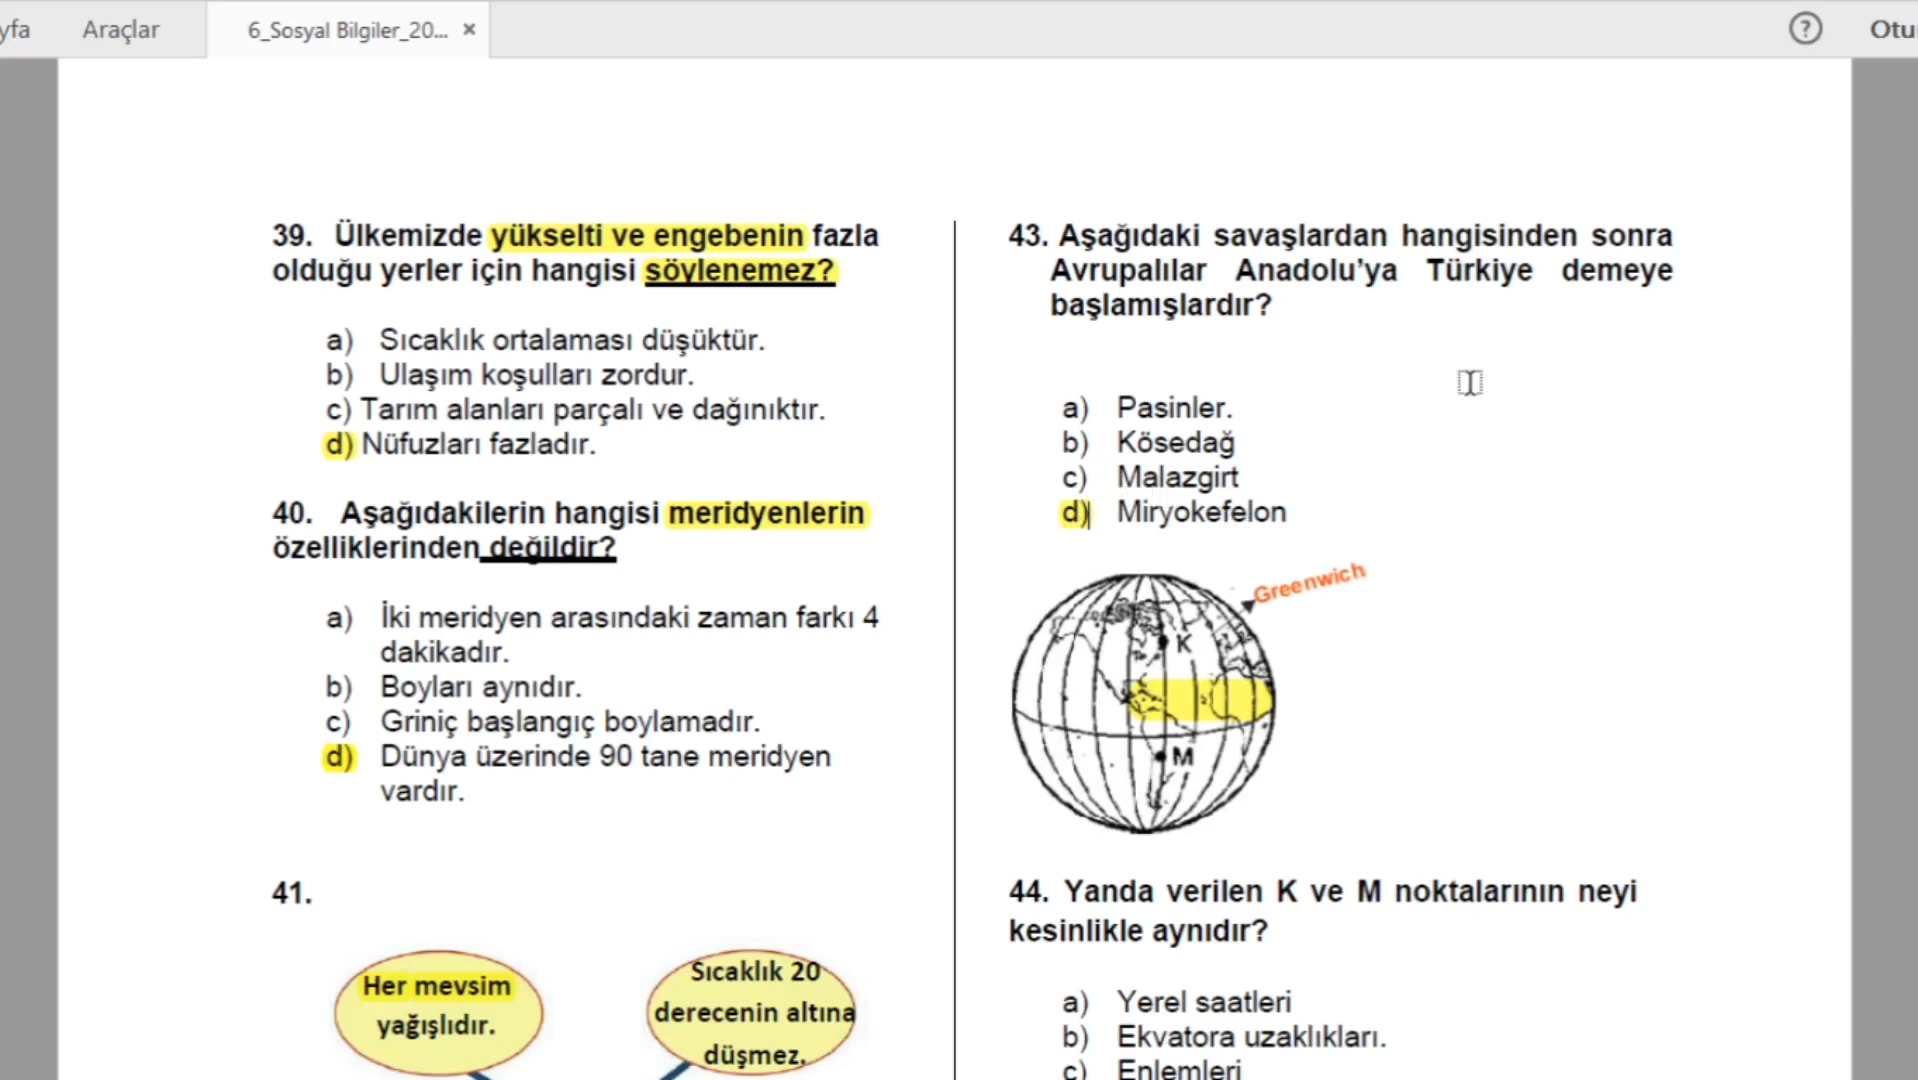 yfa
Araçlar
6_Sosyal Bilgiler_20... ×
?
Otu
39. Ülkemizde yükselti ve engebenin fazla
olduğu yerler için hangisi söylenemez?
a) Sıcaklık ortalaması düşüktür.
b) Ulaşım koşulları zordur.
c) Tarım alanları parçalı ve dağınıktır.
d) Nüfuzları fazladır.
40. Aşağıdakilerin hangisi meridyenlerin
özelliklerinden değildir?
a) İki meridyen arasındaki zaman farkı 4
dakikadır.
b) Boyları aynıdır.
c) Griniç başlangıç boylamadır.
d) Dünya üzerinde 90 tane meridyen
vardır.
41.
Her mevsim
yağışlıdır.
Sıcaklık 20
derecenin altına
düşmez.
43. Aşağıdaki savaşlardan hangisinden sonra
Avrupalılar Anadolu’ya Türkiye demeye
başlamışlardır?
a) Pasinler.
b) Kösedağ
c) Malazgirt
d) Miryokefelon
Greenwich
K
M
44. Yanda verilen K ve M noktalarının neyi
kesinlikle aynıdır?
a) Yerel saatleri
b) Ekvatora uzaklıkları.
c) Enlemleri